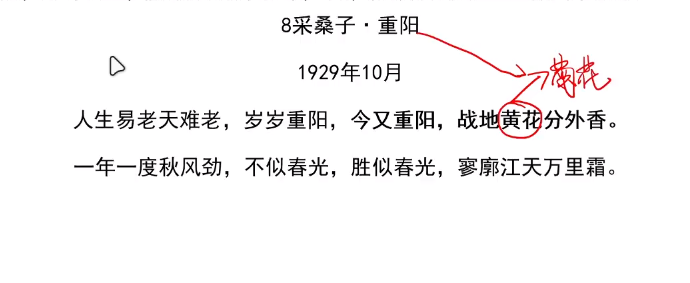 8采桑子·重阳
1929年10月
菊花
人生易老天难老，岁岁重阳，今又重阳，战地黄花分外香。
一年一度秋风劲，不似春光，胜似春光，寥廓江天万里霜。